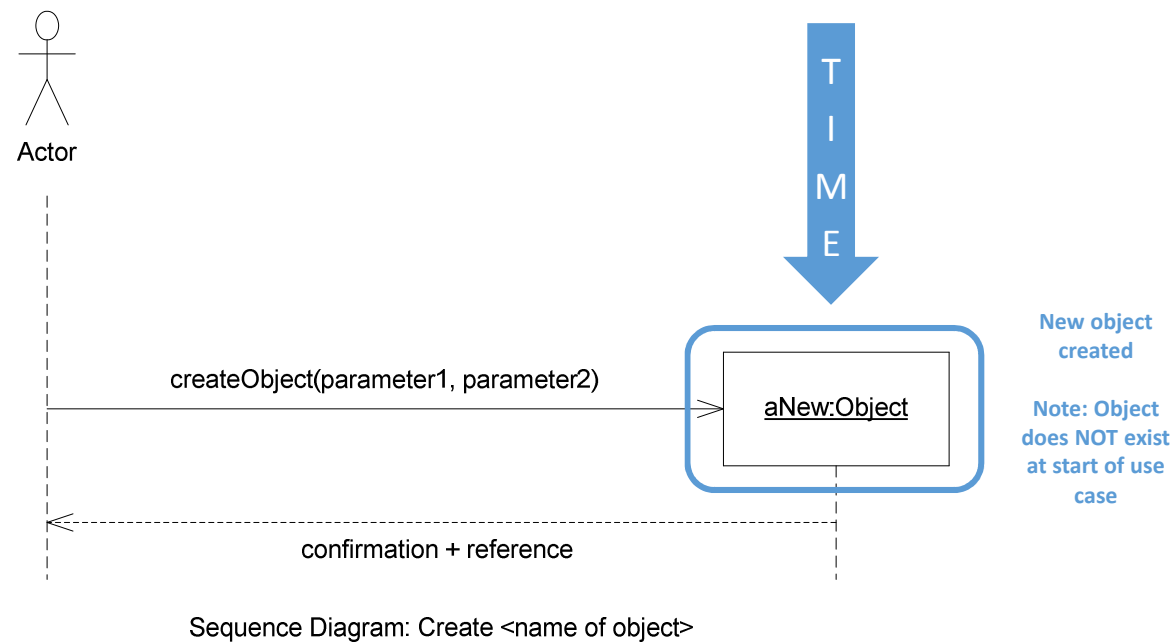 Actor
T
I
M
E
New object
created
Note: Object
does NOT exist
at start of use
case
createObject(parameter1, parameter2)
aNew:Object
confirmation + reference
Sequence Diagram: Create <name of object>